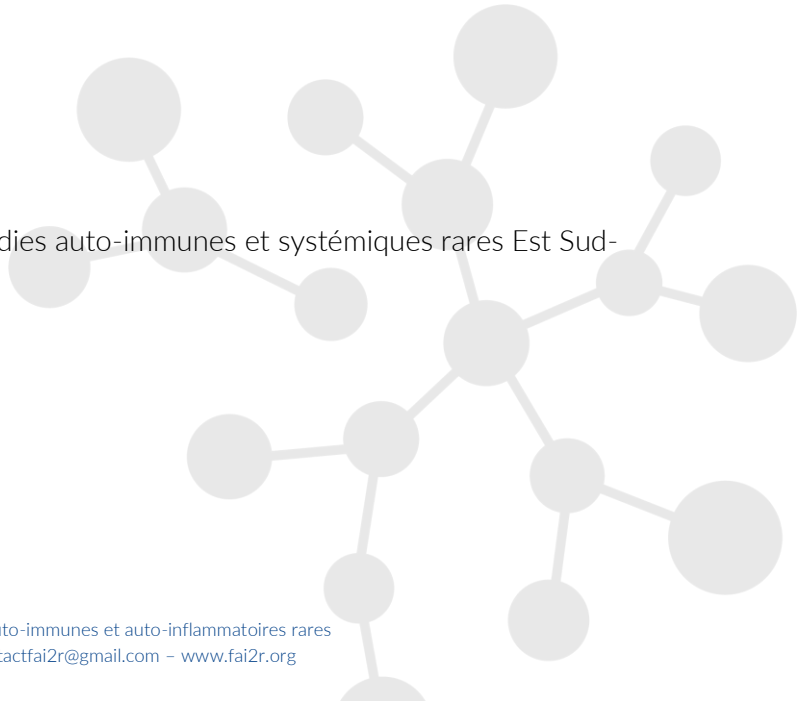 dies auto-immunes et systémiques rares Est Sud-
to-immunes et auto-inflammatoires rares
tactfai2r@gmail.com – www.fai2r.org